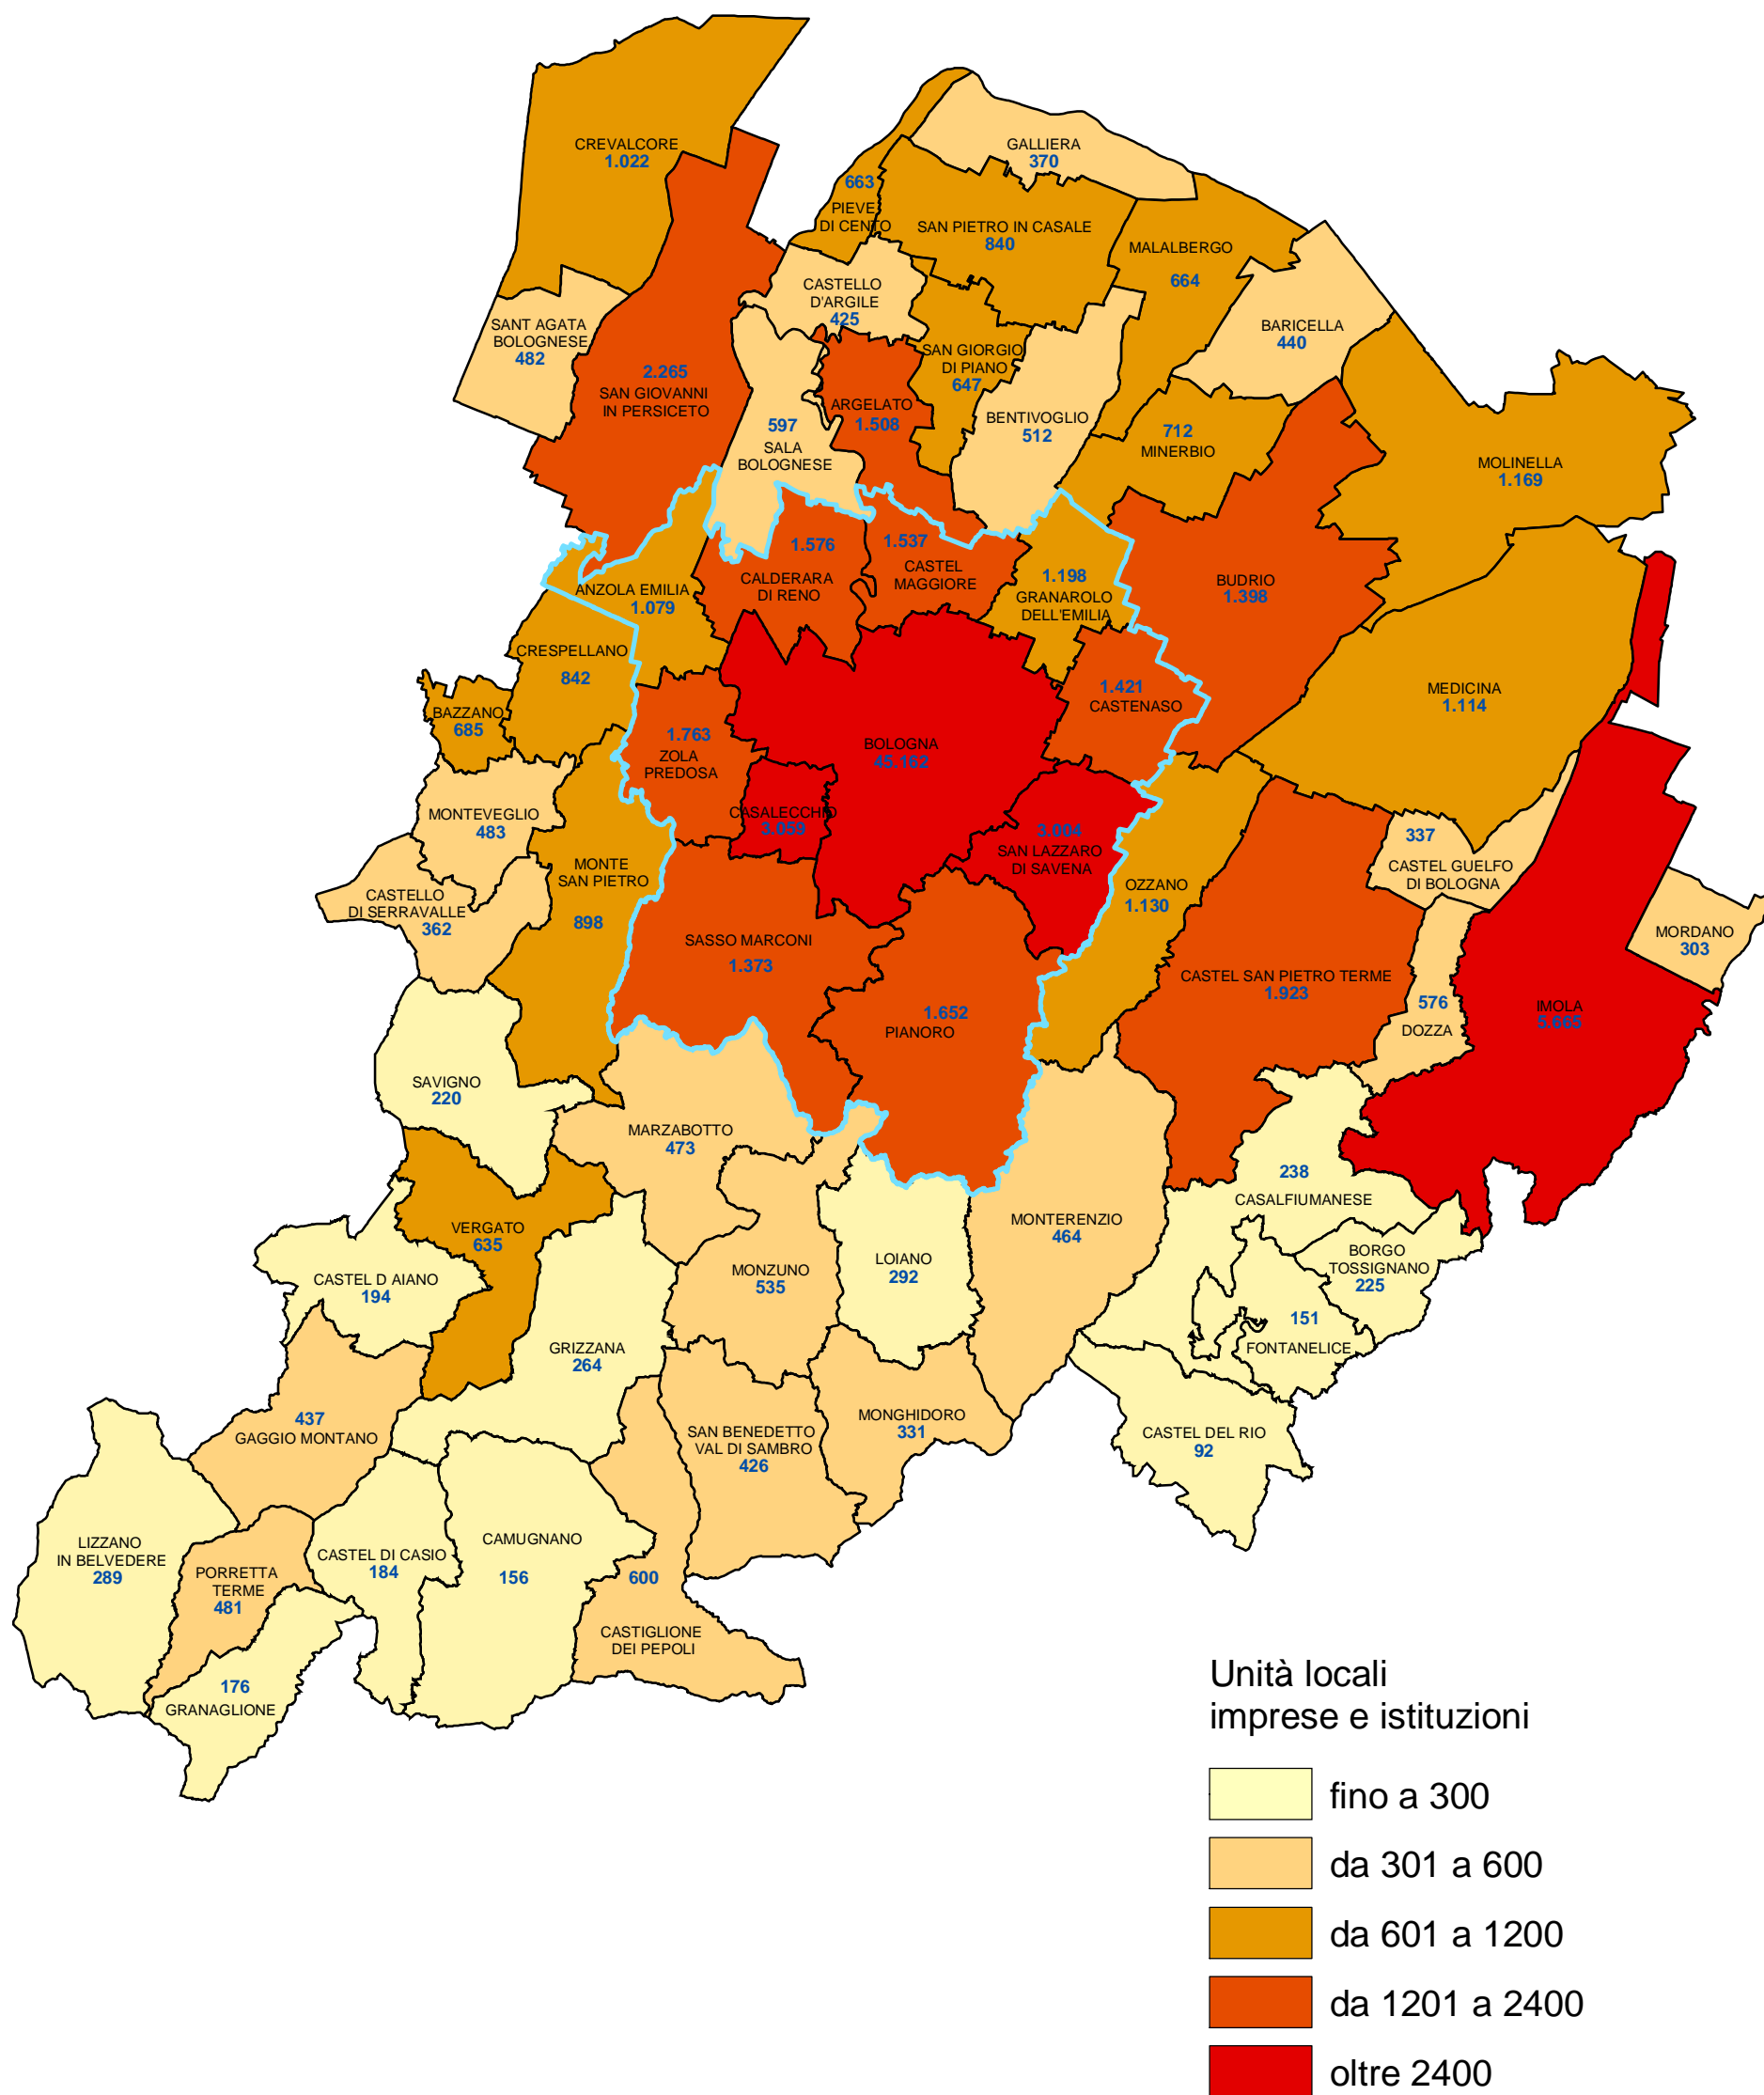 CREVALCORE
1.022
GALLIERA
370
663
PIEVE
DI CENTO
SAN PIETRO IN CASALE
840
MALALBERGO
664
CASTELLO
D'ARGILE
425
SANT AGATA
BOLOGNESE
482
BARICELLA
440
SAN GIORGIO
DI PIANO
647
2.265
SAN GIOVANNI
IN PERSICETO
ARGELATO
1.508
BENTIVOGLIO
512
597
SALA
BOLOGNESE
712
MINERBIO
MOLINELLA
1.169
1.576
CALDERARA
DI RENO
1.537
CASTEL
MAGGIORE
1.198
GRANAROLO
DELL'EMILIA
BUDRIO
1.398
ANZOLA EMILIA
1.079
CRESPELLANO
842
1.421
CASTENASO
MEDICINA
1.114
BAZZANO
685
1.763
ZOLA
PREDOSA
BOLOGNA
45.162
MONTEVEGLIO
483
CASALECCHIO
3.059
3.004
SAN LAZZARO
DI SAVENA
337
CASTEL GUELFO
DI BOLOGNA
MONTE
SAN PIETRO
898
CASTELLO
DI SERRAVALLE
362
OZZANO
1.130
MORDANO
303
SASSO MARCONI
1.373
CASTEL SAN PIETRO TERME
1.923
576
DOZZA
IMOLA
5.665
1.652
PIANORO
SAVIGNO
220
MARZABOTTO
473
238
CASALFIUMANESE
VERGATO
635
MONTERENZIO
464
CASTEL D AIANO
194
MONZUNO
535
LOIANO
292
BORGO
TOSSIGNANO
225
151
FONTANELICE
GRIZZANA
264
437
GAGGIO MONTANO
SAN BENEDETTO
VAL DI SAMBRO
426
MONGHIDORO
331
CASTEL DEL RIO
92
LIZZANO
IN BELVEDERE
289
PORRETTA
TERME
481
CASTEL DI CASIO
184
CAMUGNANO
156
600
CASTIGLIONE
DEI PEPOLI
176
GRANAGLIONE
Unità locali
imprese e istituzioni
fino a 300
da 301 a 600
da 601 a 1200
da 1201 a 2400
oltre 2400